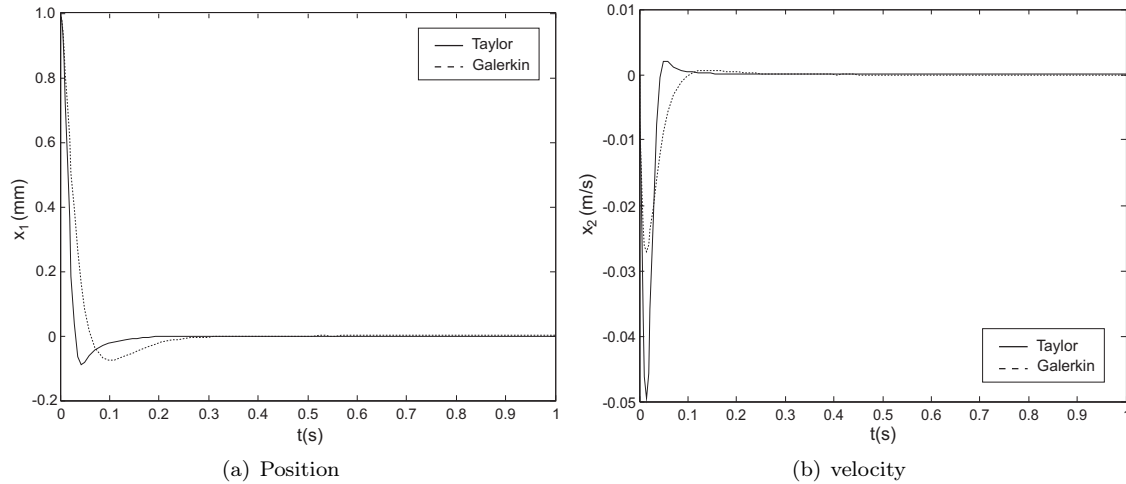 1.0
0.8
0.6
0.4
0.2
0
-0.2
x1 (mm)
Taylor
Galerkin
0 0.1 0.2 0.3 0.4 0.5 0.6 0.7 0.8 0.9 1
t(s)
(a) Position
0.01
0
-0.01
-0.02
-0.03
-0.04
-0.05
x2 (m/s)
Taylor
Galerkin
0 0.1 0.2 0.3 0.4 0.5 0.6 0.7 0.8 0.9 1
t(s)
(b) velocity